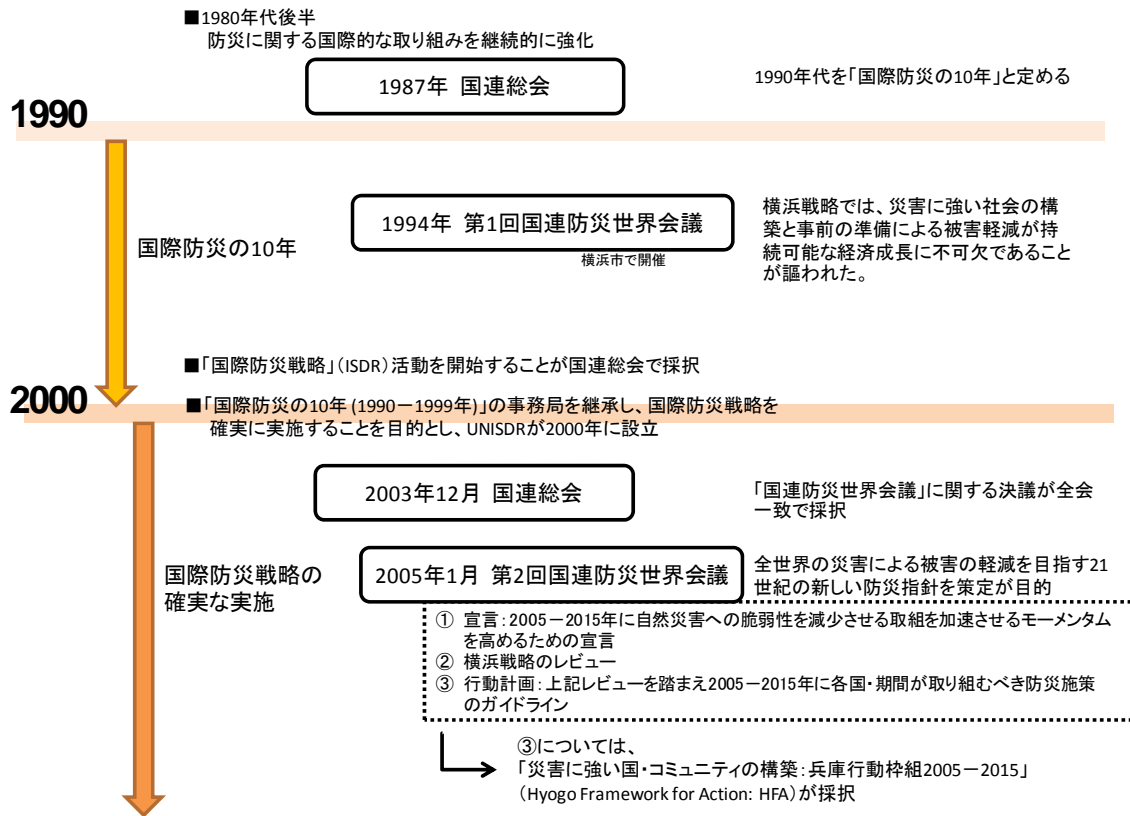 ■1980年代後半
防災に関する国際的な取り組みを継続的に強化
1987年 国連総会
1990年代を「国際防災の10年」と定める
1990
1994年 第1回国連防災世界会議
横浜市で開催
横浜戦略では、災害に強い社会の構
築と事前の準備による被害軽減が持
続可能な経済成長に不可欠であること
が謳われた。
国際防災の10年
■「国際防災戦略」(ISDR)活動を開始することが国連総会で採択
2000
■「国際防災の10年 (1990－1999年)」の事務局を継承し、国際防災戦略を
確実に実施することを目的とし、UNISDRが2000年に設立
2003年12月 国連総会
「国連防災世界会議」に関する決議が全会
一致で採択
国際防災戦略の
確実な実施
2005年1月 第2回国連防災世界会議
全世界の災害による被害の軽減を目指す21
世紀の新しい防災指針を策定が目的
① 宣言：2005－2015年に自然災害への脆弱性を減少させる取組を加速させるモーメンタム
を高めるための宣言
② 横浜戦略のレビュー
③ 行動計画：上記レビューを踏まえ2005－2015年に各国・期間が取り組むべき防災施策
のガイドライン
③については、
「災害に強い国・コミュニティの構築：兵庫行動枠組2005－2015」
（Hyogo Framework for Action: HFA）が採択